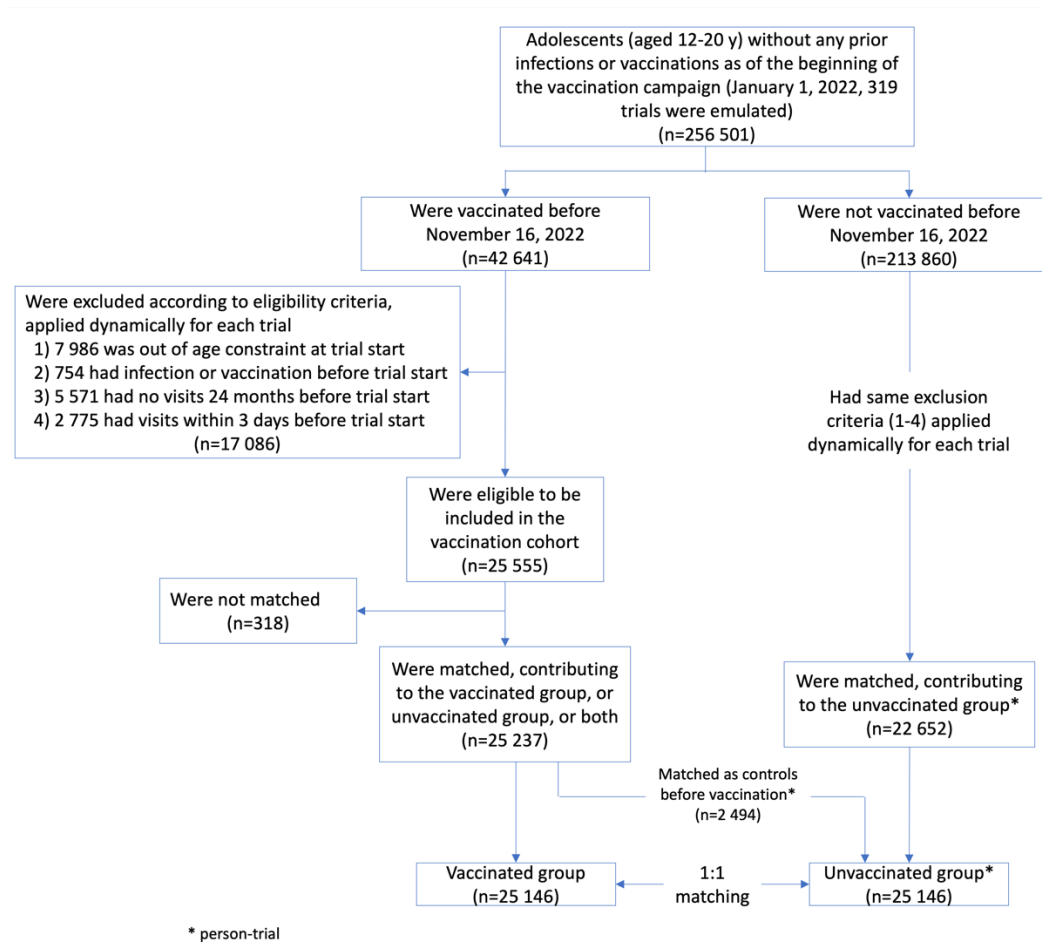 Adolescents (aged 12-20 y) without any prior
infections or vaccinations as of the beginning of
the vaccination campaign (January 1, 2022, 319
trials were emulated)
(n=256 501)
Were vaccinated before
November 16, 2022
(n=42 641)
Were not vaccinated before
November 16, 2022
(n=213 860)
Were excluded according to eligibility criteria,
applied dynamically for each trial
1) 7 986 was out of age constraint at trial start
2) 754 had infection or vaccination before trial start
3) 5 571 had no visits 24 months before trial start
4) 2 775 had visits within 3 days before trial start
(n=17 086)
Had same exclusion
criteria (1-4) applied
dynamically for each trial
Were eligible to be
included in the
vaccination cohort
(n=25 555)
Were not matched
(n=318)
Were matched, contributing
to the vaccinated group, or
unvaccinated group, or both
(n=25 237)
Were matched, contributing
to the unvaccinated group*
(n=22 652)
Matched as controls
before vaccination*
(n=2 494)
Vaccinated group
(n=25 146)
1:1
matching
Unvaccinated group*
(n=25 146)
* person-trial